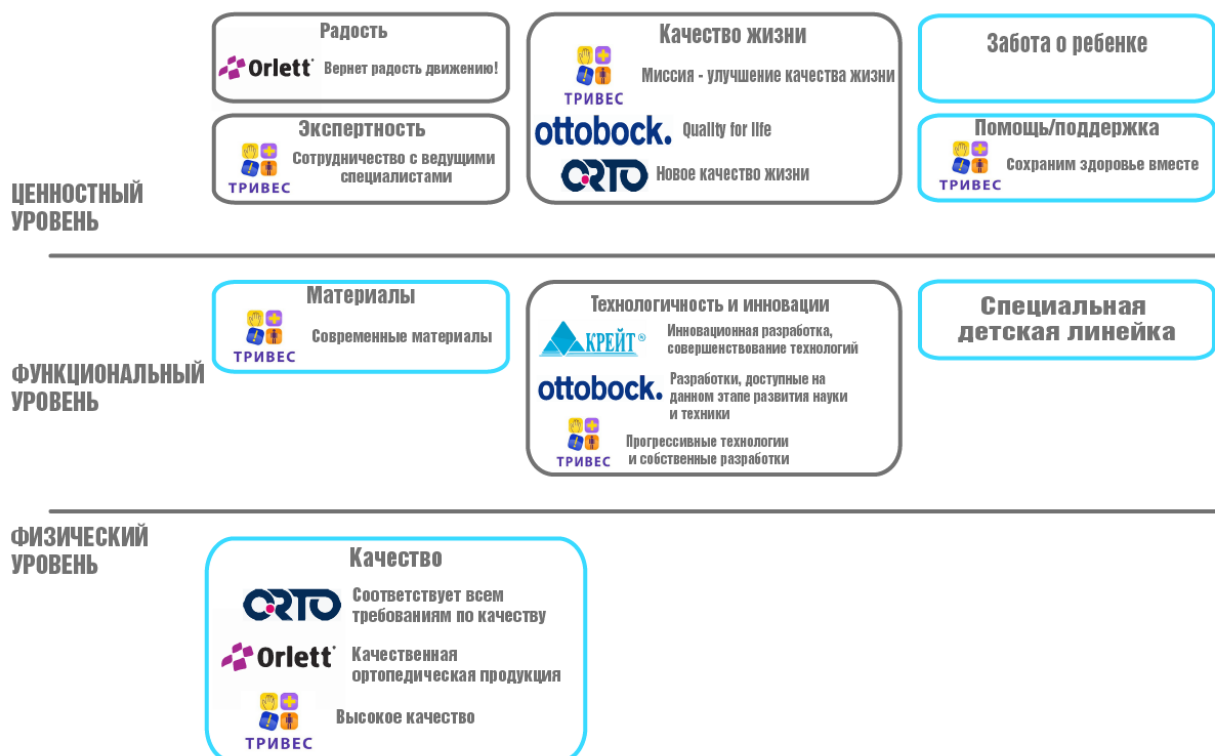 Радость
Orlett
Вернет радость движению!
Экспертность
ТРИВЕС
Сотрудничество с ведущими
специалистами
Качество жизни
ТРИВЕС
Миссия - улучшение качества жизни
ottobock.
Quality for life
ORTO
Новое качество жизни
Забота о ребенке
Помощь/поддержка
ТРИВЕС
Сохраним здоровье вместе
ЦЕННОСТНЫЙ
УРОВЕНЬ
Материалы
ТРИВЕС
Современные материалы
Технологичность и инновации
КРЕЙТ®
Инновационная разработка,
совершенствование технологий
ottobock.
Разработки, доступные на
данном этапе развития науки
и техники
ТРИВЕС
Прогрессивные технологии
и собственные разработки
Специальная
детская линейка
ФУНКЦИОНАЛЬНЫЙ
УРОВЕНЬ
ФИЗИЧЕСКИЙ
УРОВЕНЬ
Качество
ORTO
Соответствует всем
требованиям по качеству
Orlett
Качественная
ортопедическая продукция
ТРИВЕС
Высокое качество